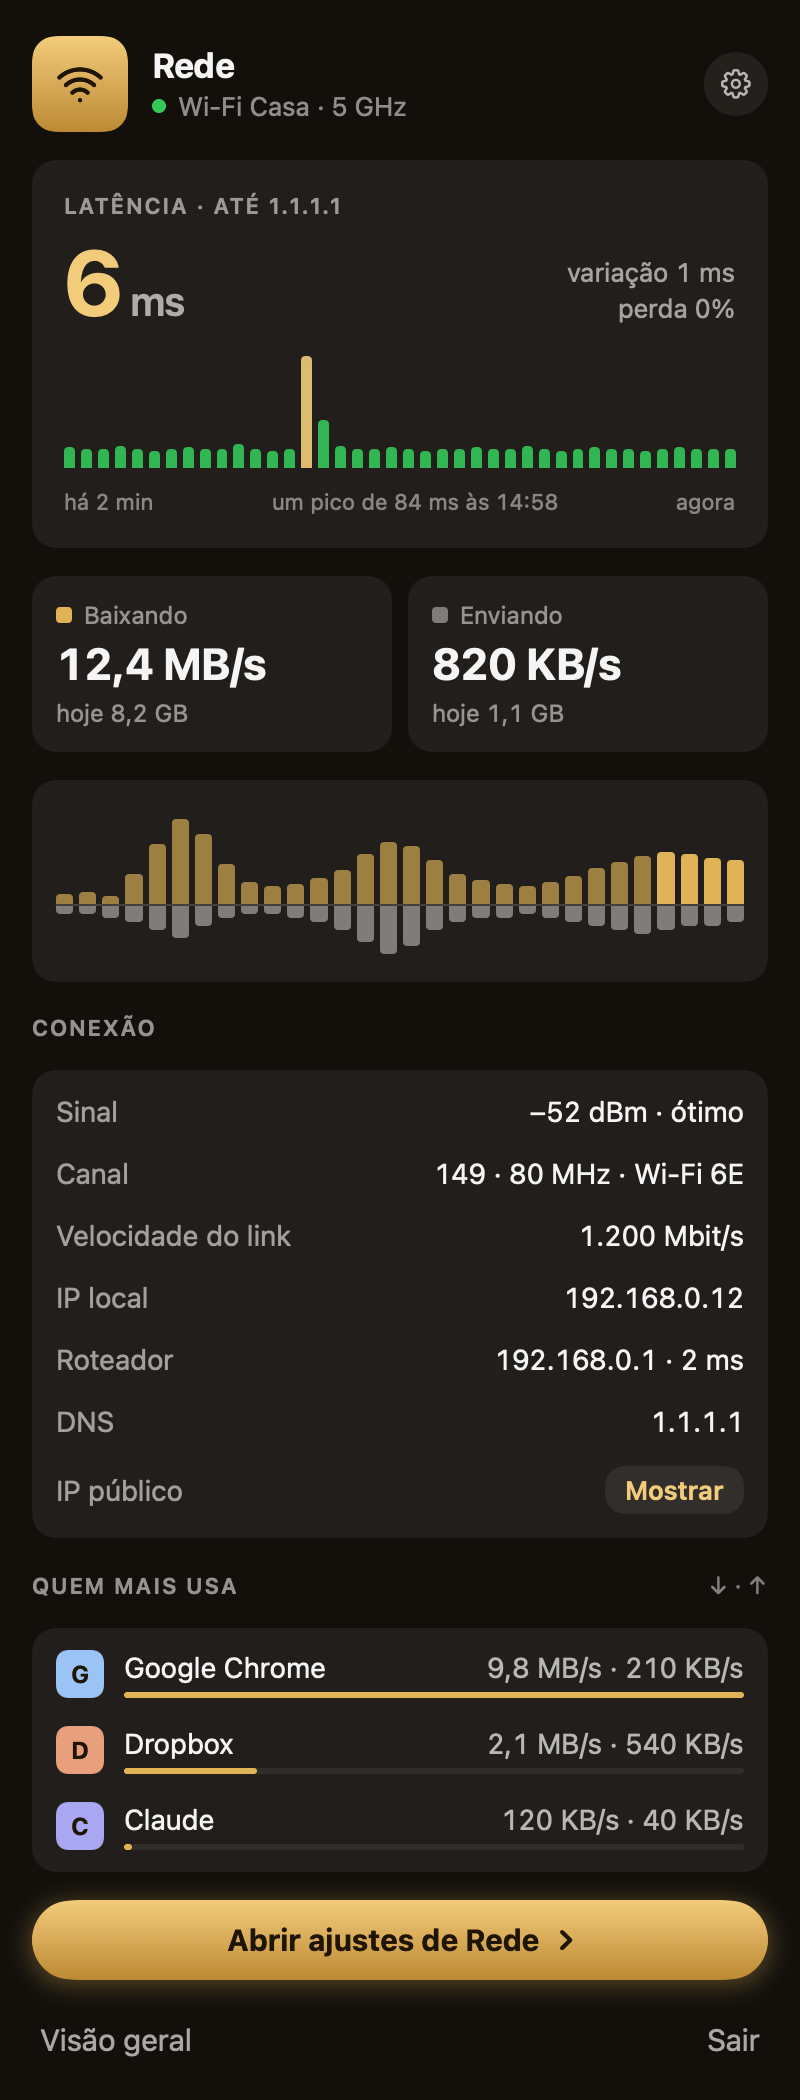 Rede
Wi-Fi Casa · 5 GHz
LATÊNCIA · ATÉ 1.1.1.1
6 ms
variação 1 ms
perda 0%
há 2 min
um pico de 84 ms às 14:58
agora
Baixando
12,4 MB/s
hoje 8,2 GB
Enviando
820 KB/s
hoje 1,1 GB
CONEXÃO
Sinal
–52 dBm · ótimo
Canal
149 · 80 MHz · Wi-Fi 6E
Velocidade do link
1.200 Mbit/s
IP local
192.168.0.12
Roteador
192.168.0.1 · 2 ms
DNS
1.1.1.1
IP público
Mostrar
QUEM MAIS USA
↓ · ↑
G
Google Chrome
9,8 MB/s · 210 KB/s
D
Dropbox
2,1 MB/s · 540 KB/s
C
Claude
120 KB/s · 40 KB/s
Abrir ajustes de Rede
Visão geral
Sair